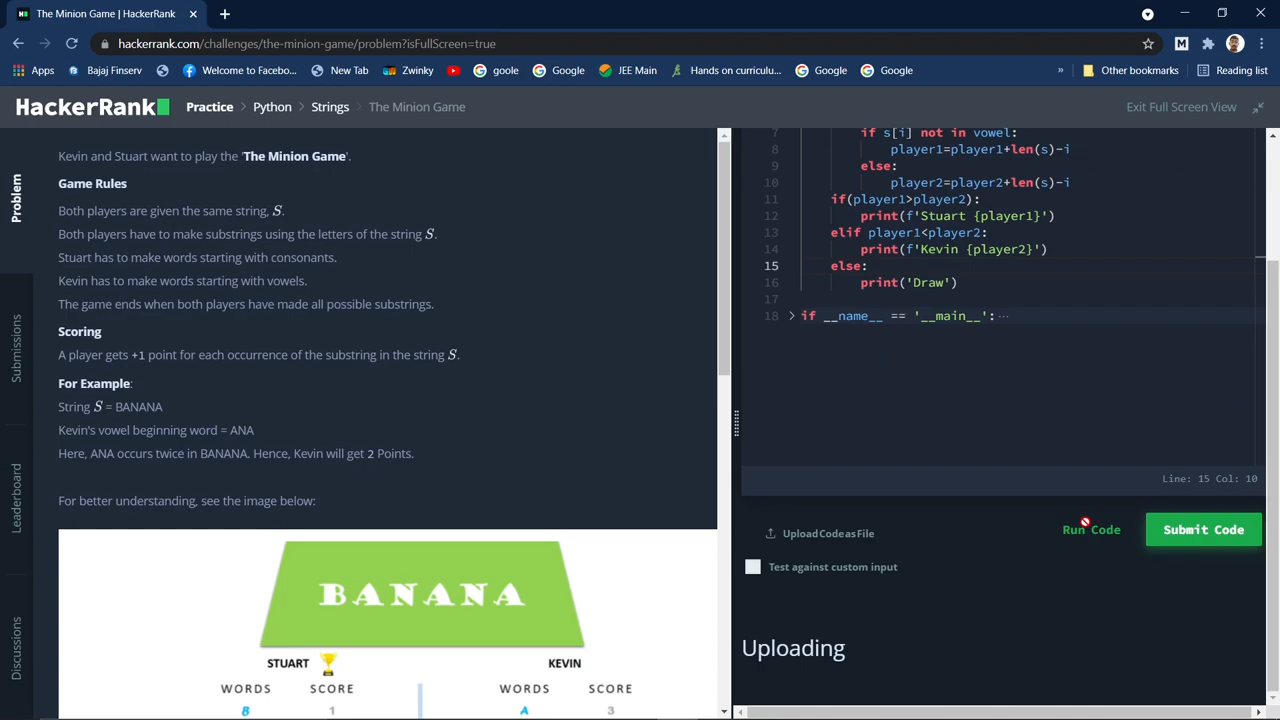 The Minion Game | HackerRank
hackerrank.com/challenges/the-minion-game/problem?isFullScreen=true
Apps Bajaj Finserv Welcome to Facebo... New Tab Zwinky goole Google JEE Main Hands on curriculu... Google Google » Other bookmarks Reading list
HackerRank Practice > Python > Strings > The Minion Game Exit Full Screen View
Problem
Submissions
Leaderboard
Discussions
Kevin and Stuart want to play the 'The Minion Game'.
Game Rules
Both players are given the same string, S.
Both players have to make substrings using the letters of the string S.
Stuart has to make words starting with consonants.
Kevin has to make words starting with vowels.
The game ends when both players have made all possible substrings.
Scoring
A player gets +1 point for each occurrence of the substring in the string S.
For Example:
String S = BANANA
Kevin's vowel beginning word = ANA
Here, ANA occurs twice in BANANA. Hence, Kevin will get 2 Points.
For better understanding, see the image below:
BANANA
STUART KEVIN
WORDS SCORE WORDS SCORE
B 1 A 3
7 if s[i] not in vowel:
8 player1=player1+len(s)-i
9 else:
10 player2=player2+len(s)-i
11 if(player1>player2):
12 print(f'Stuart {player1}')
13 elif player1<player2:
14 print(f'Kevin {player2}')
15 else:
16 print('Draw')
17
18 > if __name__ == '__main__': ...
Line: 15 Col: 10
Upload Code as File Run Code Submit Code
Test against custom input
Uploading